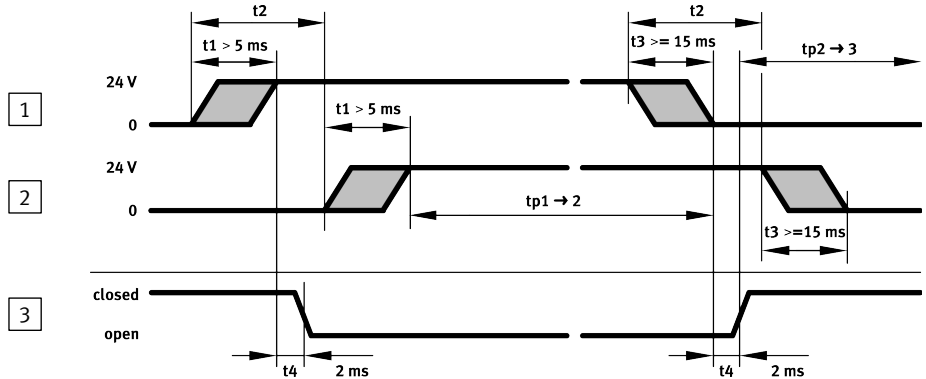 t2
t2
t1 > 5 ms
t3 >= 15 ms
tp2 → 3
1
24 V
0
t1 > 5 ms
2
24 V
0
tp1 → 2
t3 >=15 ms
3
closed
open
t4
2 ms
t4
2 ms